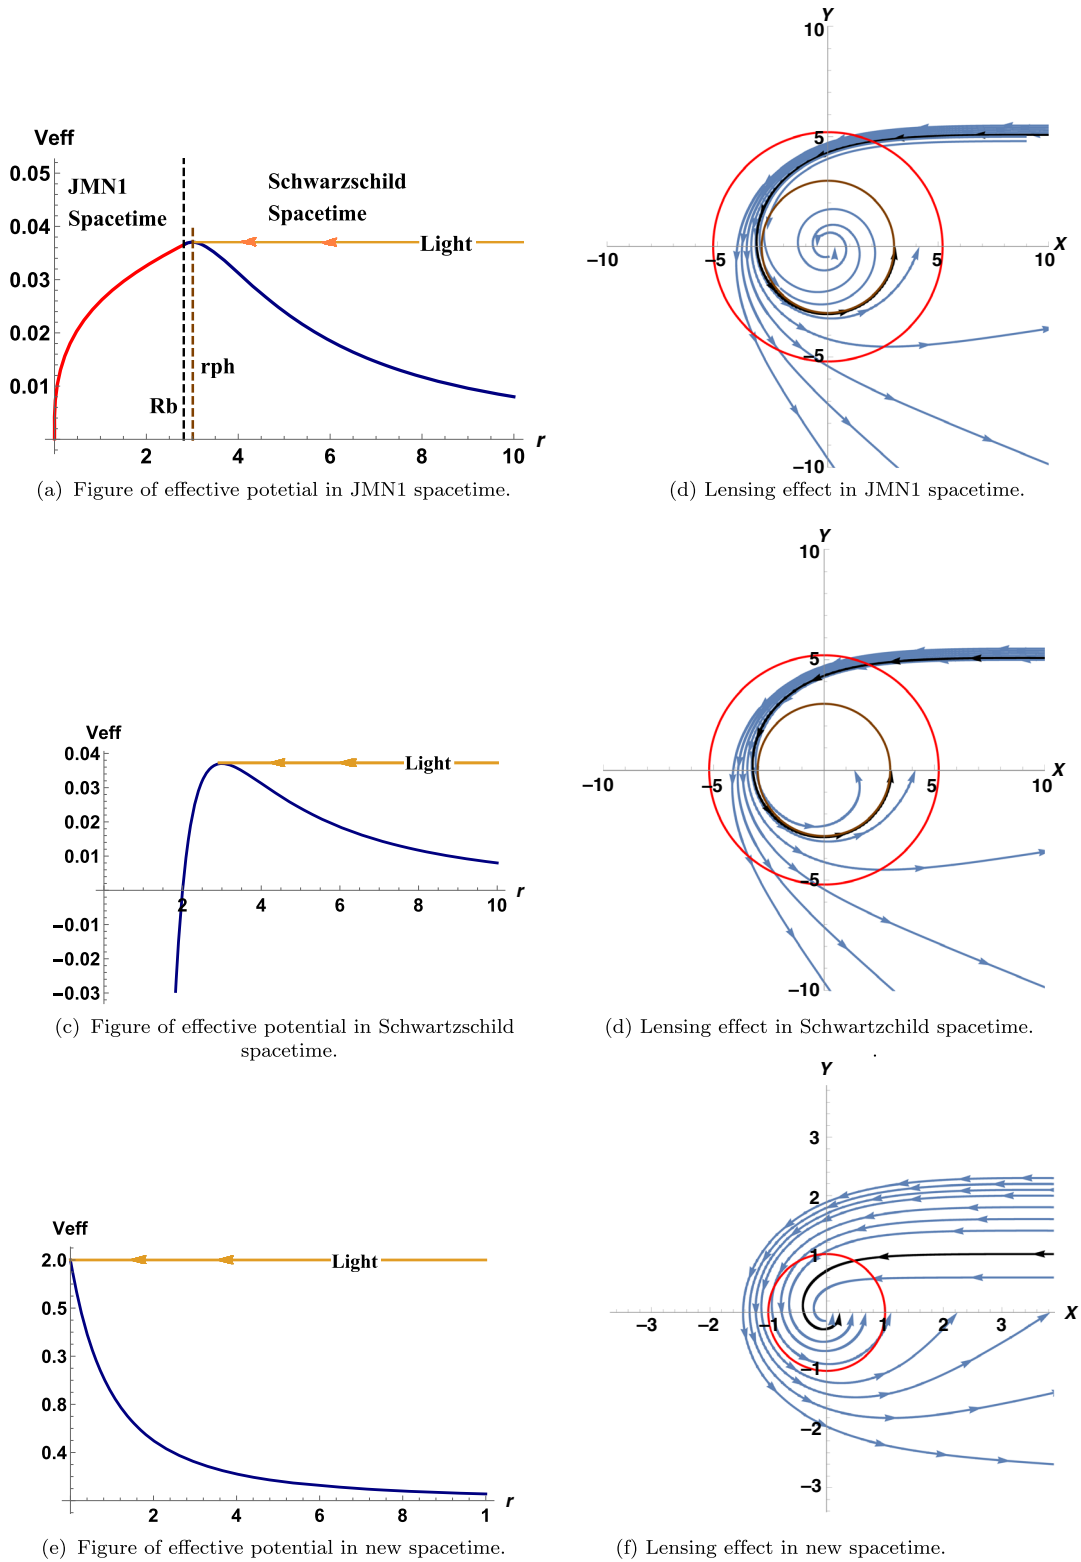 Veff
0.05
0.04
0.03
0.02
0.01
JMN1
Spacetime
Schwarzschild
Spacetime
Light
rph
Rb
2 4 6 8 10 r
(a) Figure of effective potetial in JMN1 spacetime.
Y
10
5
−10 −5 5 10 X
−5
−10
(d) Lensing effect in JMN1 spacetime.
Veff
0.04
0.03
0.02
0.01
−0.01
−0.02
−0.03
Light
2 4 6 8 10 r
(c) Figure of effective potential in Schwartzschild
spacetime.
Y
10
5
−10 −5 5 10 X
−5
−10
(d) Lensing effect in Schwartzchild spacetime.
.
Veff
2.0
0.5
0.3
0.8
0.4
Light
2 4 6 8 1 r
(e) Figure of effective potential in new spacetime.
Y
3
2
1
−3 −2 −1 1 2 3 X
−1
−2
−3
(f) Lensing effect in new spacetime.